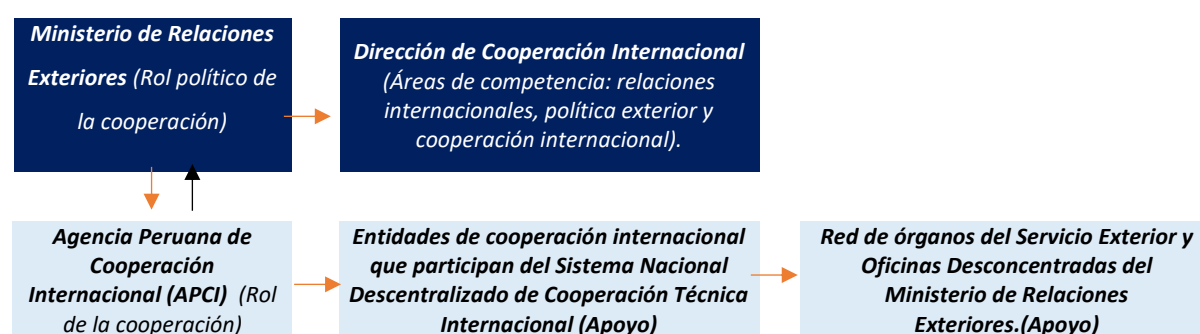 Ministerio de Relaciones
Exteriores (Rol político de
la cooperación)
Dirección de Cooperación Internacional
(Áreas de competencia: relaciones
internacionales, política exterior y
cooperación internacional).
Agencia Peruana de
Cooperación
Internacional (APCI) (Rol
de la cooperación)
Entidades de cooperación internacional
que participan del Sistema Nacional
Descentralizado de Cooperación Técnica
Internacional (Apoyo)
Red de órganos del Servicio Exterior y
Oficinas Desconcentradas del
Ministerio de Relaciones
Exteriores.(Apoyo)